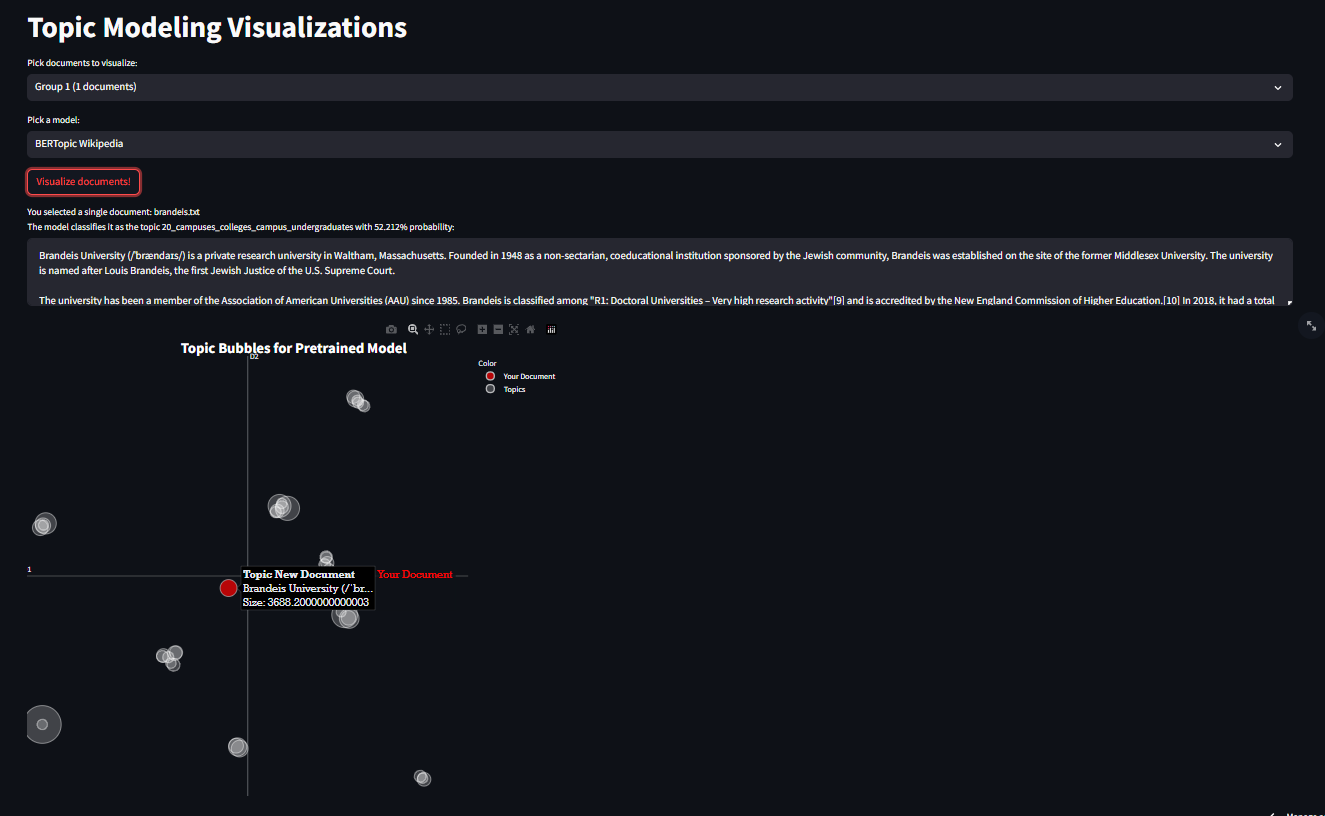 Topic Modeling Visualizations
Pick documents to visualize:
Group 1 (1 documents)
Pick a model:
BERTopic Wikipedia
Visualize documents!
You selected a single document: brandeis.txt
The model classifies it as the topic 20_campuses_colleges_campus_undergraduates with 52.212% probability:
Brandeis University (/ˈbrændaɪs/) is a private research university in Waltham, Massachusetts. Founded in 1948 as a non-sectarian, coeducational institution sponsored by the Jewish community, Brandeis was established on the site of the former Middlesex University. The university
is named after Louis Brandeis, the first Jewish Justice of the U.S. Supreme Court.
The university has been a member of the Association of American Universities (AAU) since 1985. Brandeis is classified among "R1: Doctoral Universities – Very high research activity"[9] and is accredited by the New England Commission of Higher Education.[10] In 2018, it had a total
Topic Bubbles for Pretrained Model
D2
Color
Your Document
Topics
1
Topic New Document
Your Document
Brandeis University (/ˈbr...
Size: 3688.2000000000003